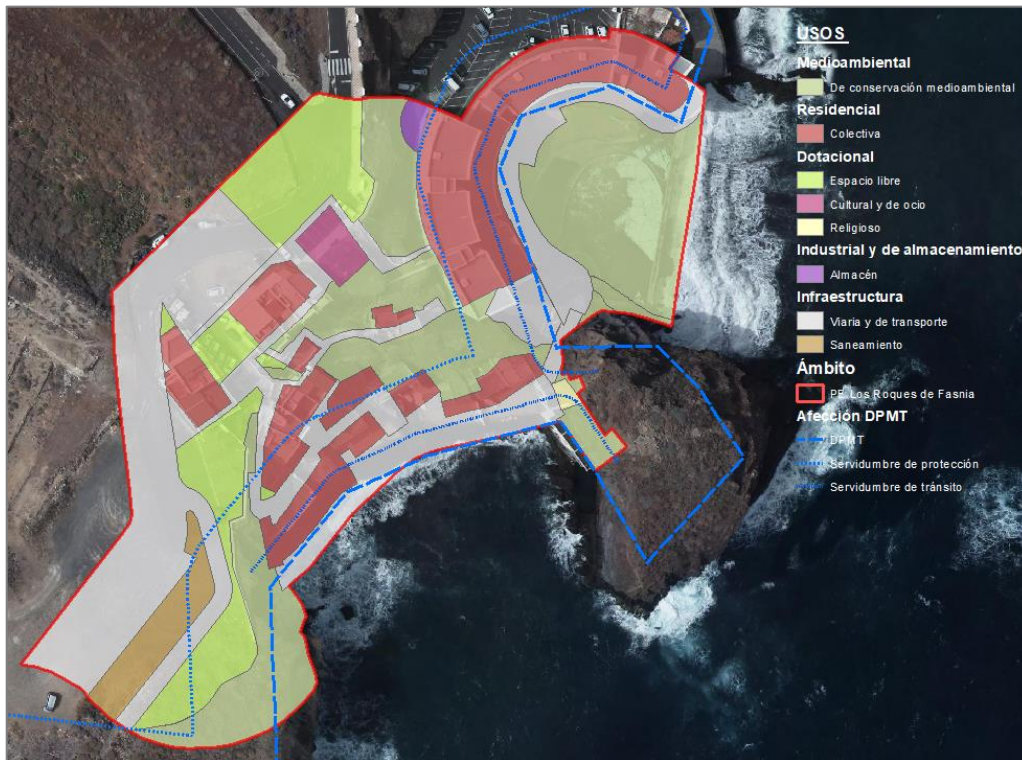 USOS
Medioambiental
De conservación medioambiental
Residencial
Colectiva
Dotacional
Espacio libre
Cultural y de ocio
Religioso
Industrial y de almacenamiento
Almacén
Infraestructura
Viaria y de transporte
Saneamiento
Ámbito
PE Los Roques de Fasnia
Afección DPMT
DPMT
Servidumbre de protección
Servidumbre de tránsito